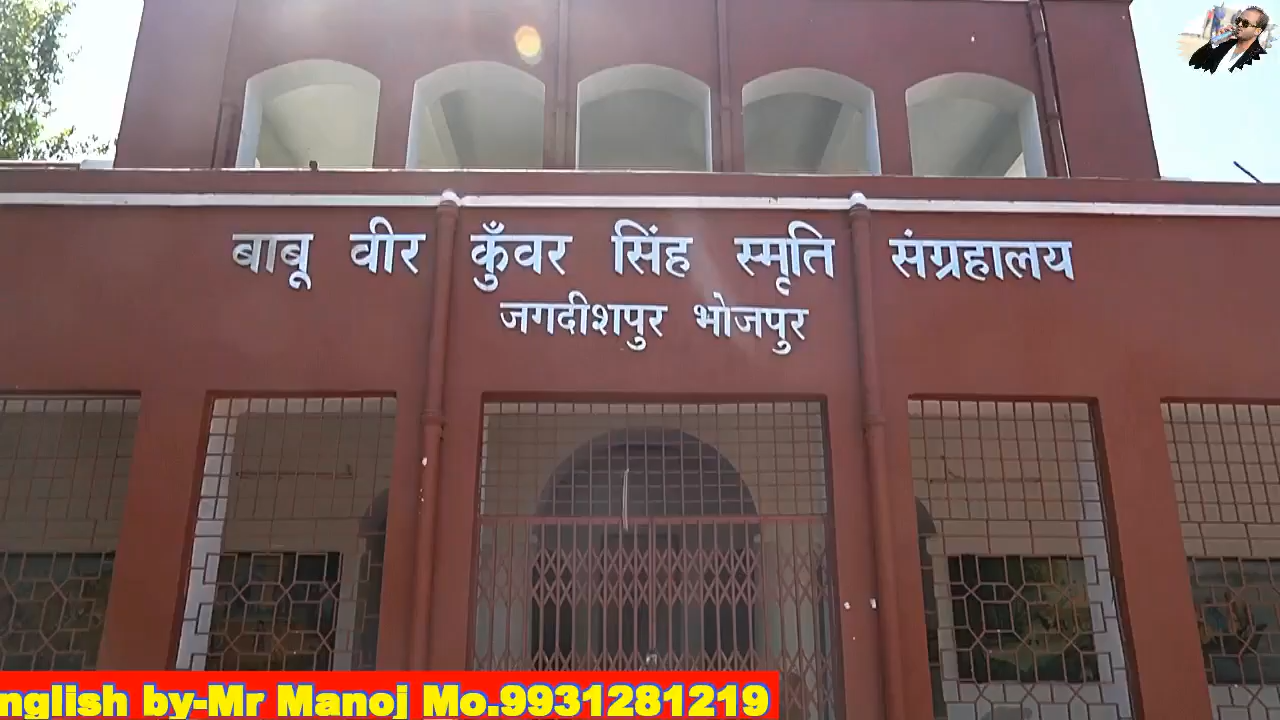 बाबू वीर कुँवर सिंह स्मृति संग्रहालय
जगदीशपुर भोजपुर
nglish by-Mr Manoj Mo.9931281219